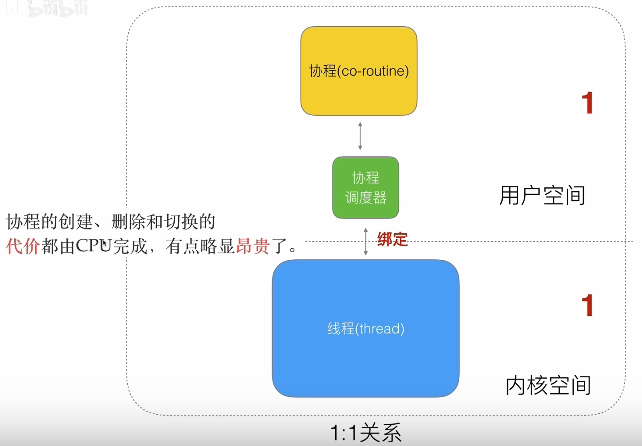 bilibili
协程(co-routine)
1
协程
调度器
用户空间
协程的创建、删除和切换的
代价都由CPU完成，有点略显昂贵了。
绑定
线程(thread)
1
内核空间
1:1关系